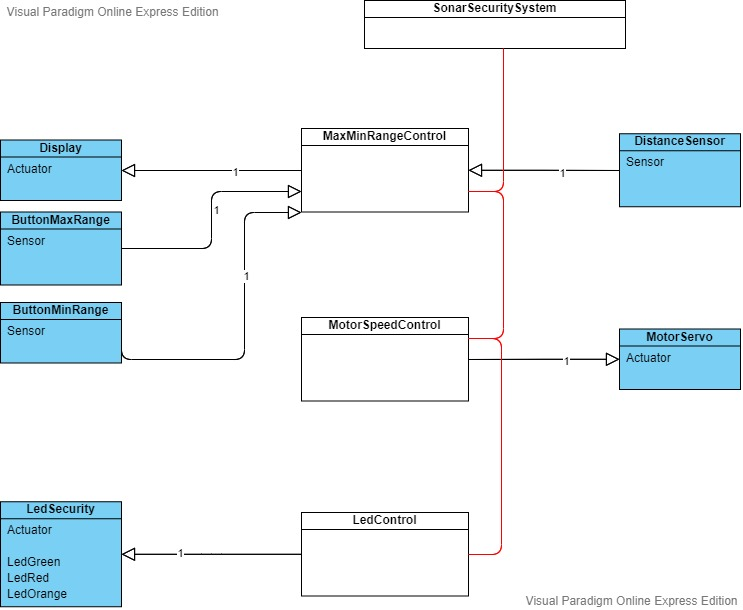 Visual Paradigm Online Express Edition
SonarSecuritySystem
MaxMinRangeControl
Display
Actuator
1
DistanceSensor
Sensor
1
ButtonMaxRange
Sensor
1
ButtonMinRange
Sensor
1
MotorSpeedControl
MotorServo
Actuator
1
LedSecurity
Actuator
LedGreen
LedRed
LedOrange
1
LedControl
Visual Paradigm Online Express Edition